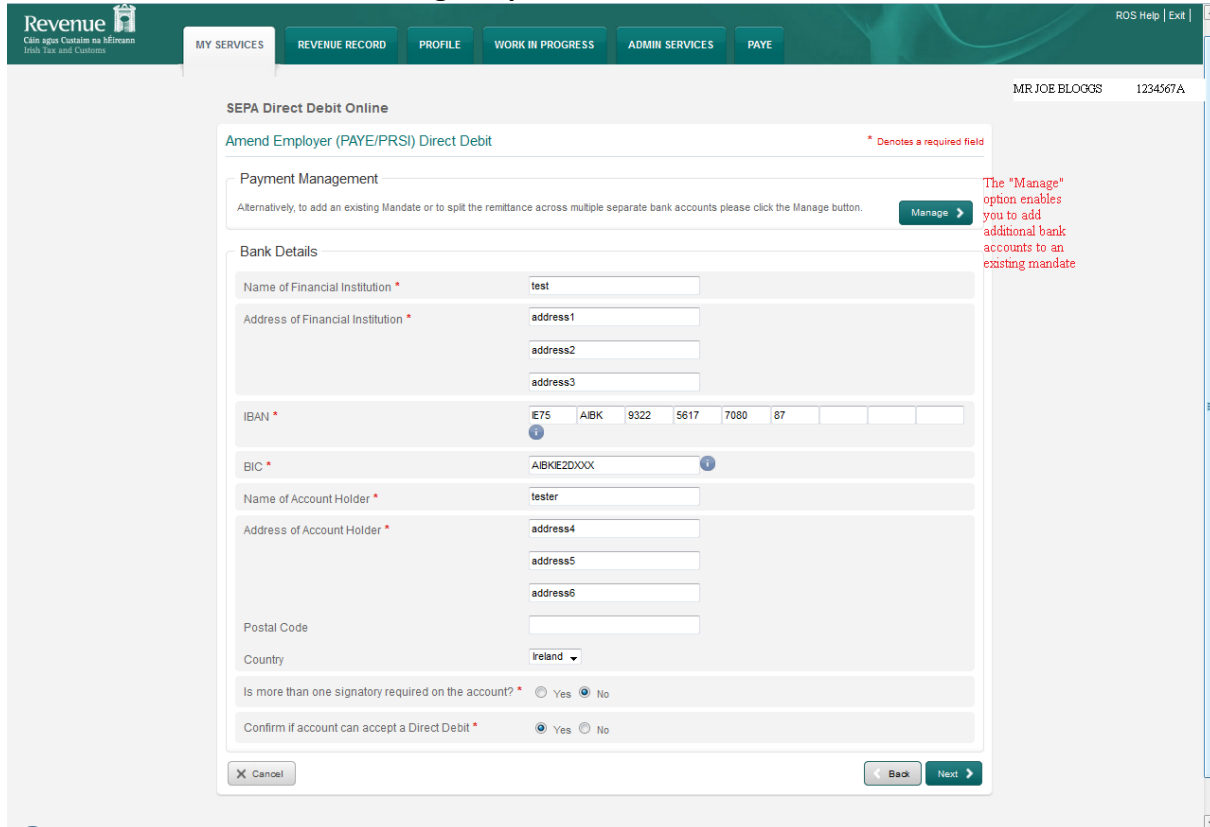 Revenue
Cáin agus Custaim na hÉireann
Irish Tax and Customs
ROS Help | Exit |
MY SERVICES
REVENUE RECORD
PROFILE
WORK IN PROGRESS
ADMIN SERVICES
PAYE
MR JOE BLOGGS 1234567A
SEPA Direct Debit Online
Amend Employer (PAYE/PRSI) Direct Debit
* Denotes a required field
Payment Management
Alternatively, to add an existing Mandate or to split the remittance across multiple separate bank accounts please click the Manage button.
Manage
The "Manage"
option enables
you to add
additional bank
accounts to an
existing mandate
Bank Details
Name of Financial Institution * test
Address of Financial Institution * address1
address2
address3
IBAN * IE75 AIBK 9322 5617 7080 87
BIC * AIBKIE2DXXX
Name of Account Holder * tester
Address of Account Holder * address4
address5
address6
Postal Code
Country Ireland
Is more than one signatory required on the account? * Yes No
Confirm if account can accept a Direct Debit * Yes No
X Cancel
Back
Next